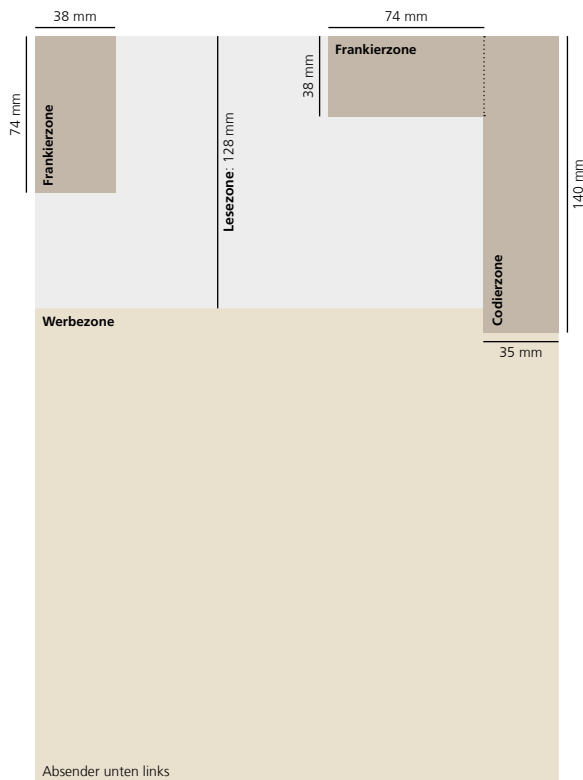 38 mm
74 mm
74 mm
Frankierzone
Lesezone: 128 mm
38 mm
Frankierzone
Codierzone
140 mm
35 mm
Werbezone
Absender unten links